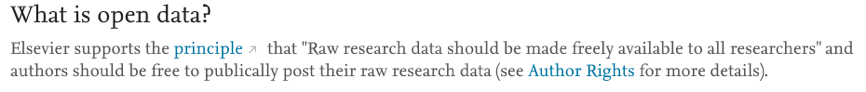 What is open data?
Elsevier supports the principle ↗ that "Raw research data should be made freely available to all researchers" and
authors should be free to publically post their raw research data (see Author Rights for more details).